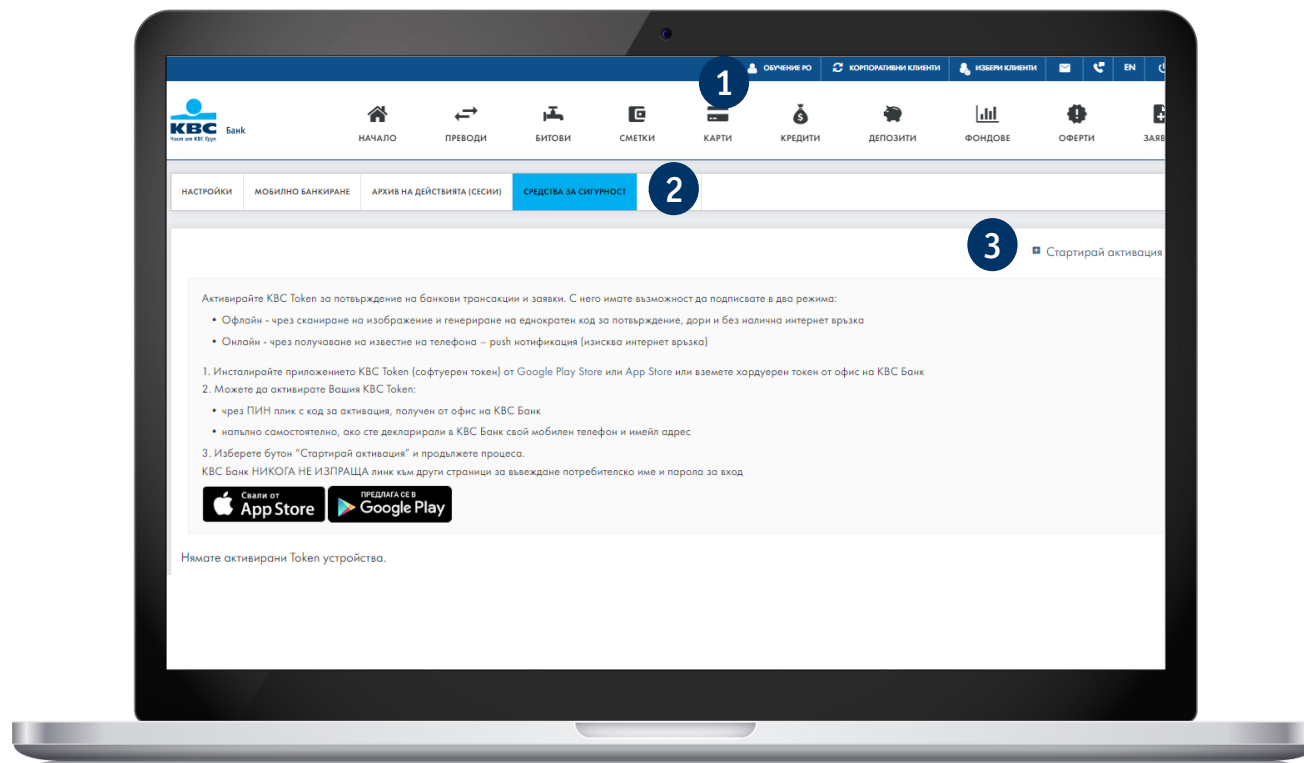 1
ОБУЧЕНИЕ РО
КОРПОРАТИВНИ КЛИЕНТИ
ИЗБЕРИ КЛИЕНТИ
EN
KBC Банк
Част от KBC Груп
НАЧАЛО
ПРЕВОДИ
БИТОВИ
СМЕТКИ
КАРТИ
КРЕДИТИ
ДЕПОЗИТИ
ФОНДОВЕ
ОФЕРТИ
ЗАЯВ
НАСТРОЙКИ
МОБИЛНО БАНКИРАНЕ
АРХИВ НА ДЕЙСТВИЯТА (СЕСИИ)
СРЕДСТВА ЗА СИГУРНОСТ
2
3
Стартирай активация
Активирайте KBC Token за потвърждение на банкови трансакции и заявки. С него имате възможност да подписвате в два режима:
• Офлайн - чрез сканиране на изображение и генериране на еднократен код за потвърждение, дори и без налична интернет връзка
• Онлайн - чрез получаване на известие на телефона – push нотификация (изисква интернет връзка)
1. Инсталирайте приложението KBC Token (софтуерен токен) от Google Play Store или App Store или вземете хардуерен токен от офис на KBC Банк
2. Можете да активирате Вашия KBC Token:
• чрез ПИН плик с код за активация, получен от офис на KBC Банк
• напълно самостоятелно, ако сте декларирали в KBC Банк свой мобилен телефон и имейл адрес
3. Изберете бутон “Стартирай активация” и продължете процеса.
KBC Банк НИКОГА НЕ ИЗПРАЩА линк към други страници за въвеждане потребителско име и парола за вход
Свали от
App Store
ПРЕДЛАГА СЕ В
Google Play
Нямате активирани Token устройства.